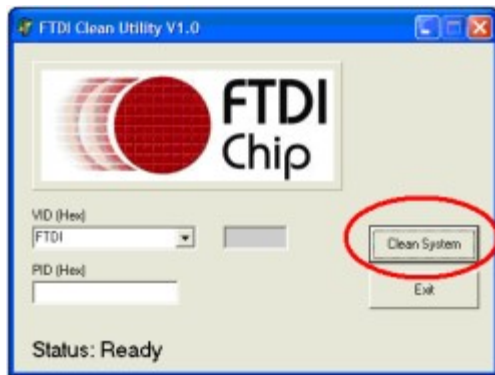 FTDI Clean Utility V1.0
FTDI
Chip
VID (Hex)
FTDI
Clean System
PID (Hex)
Exit
Status: Ready